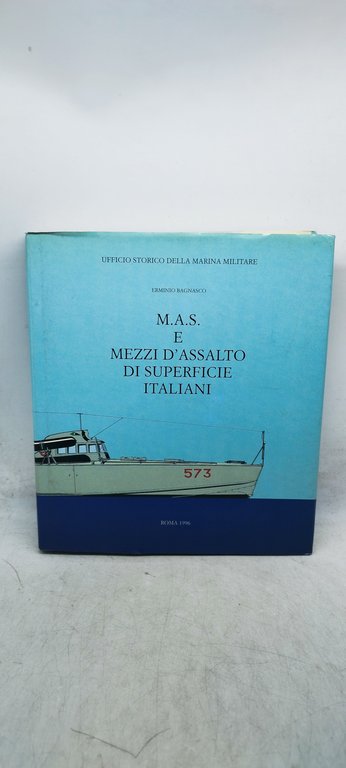 UFFICIO STORICO DELLA MARINA MILITARE
ERMINIO BAGNASCO
M.A.S.
E
MEZZI D'ASSALTO
DI SUPERFICIE
ITALIANI
573
ROMA 1996